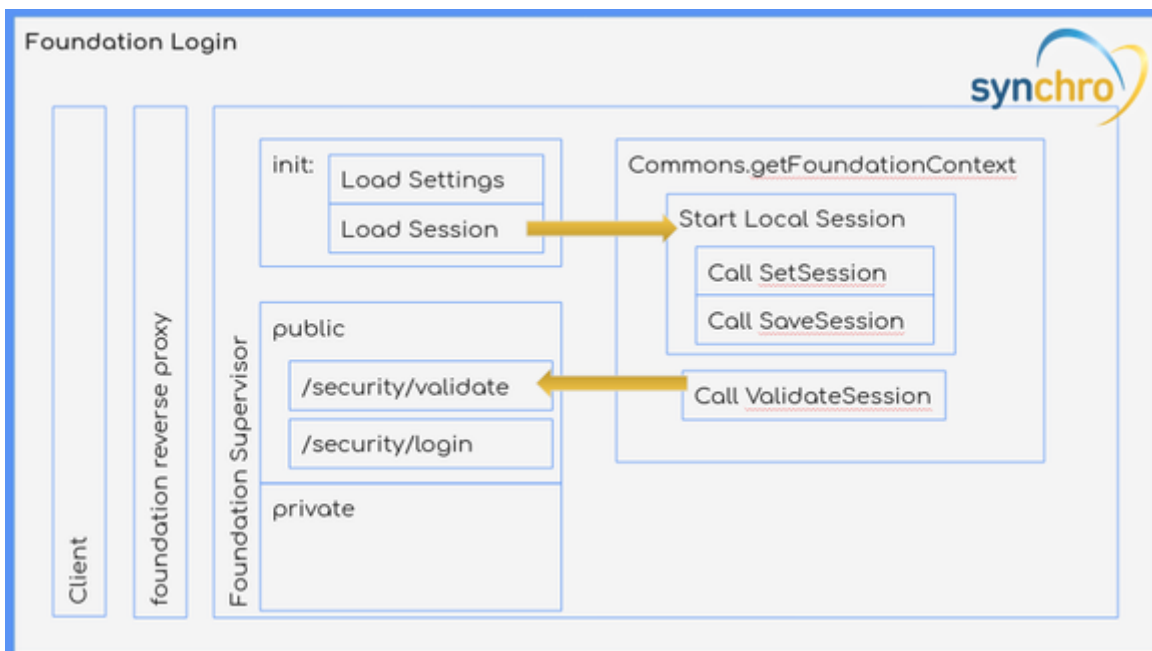 Foundation Login
synchro
Client
foundation reverse proxy
Foundation Supervisor
init:
Load Settings
Load Session
public
/security/validate
/security/login
private
Commons.getFoundationContext
Start Local Session
Call SetSession
Call SaveSession
Call ValidateSession